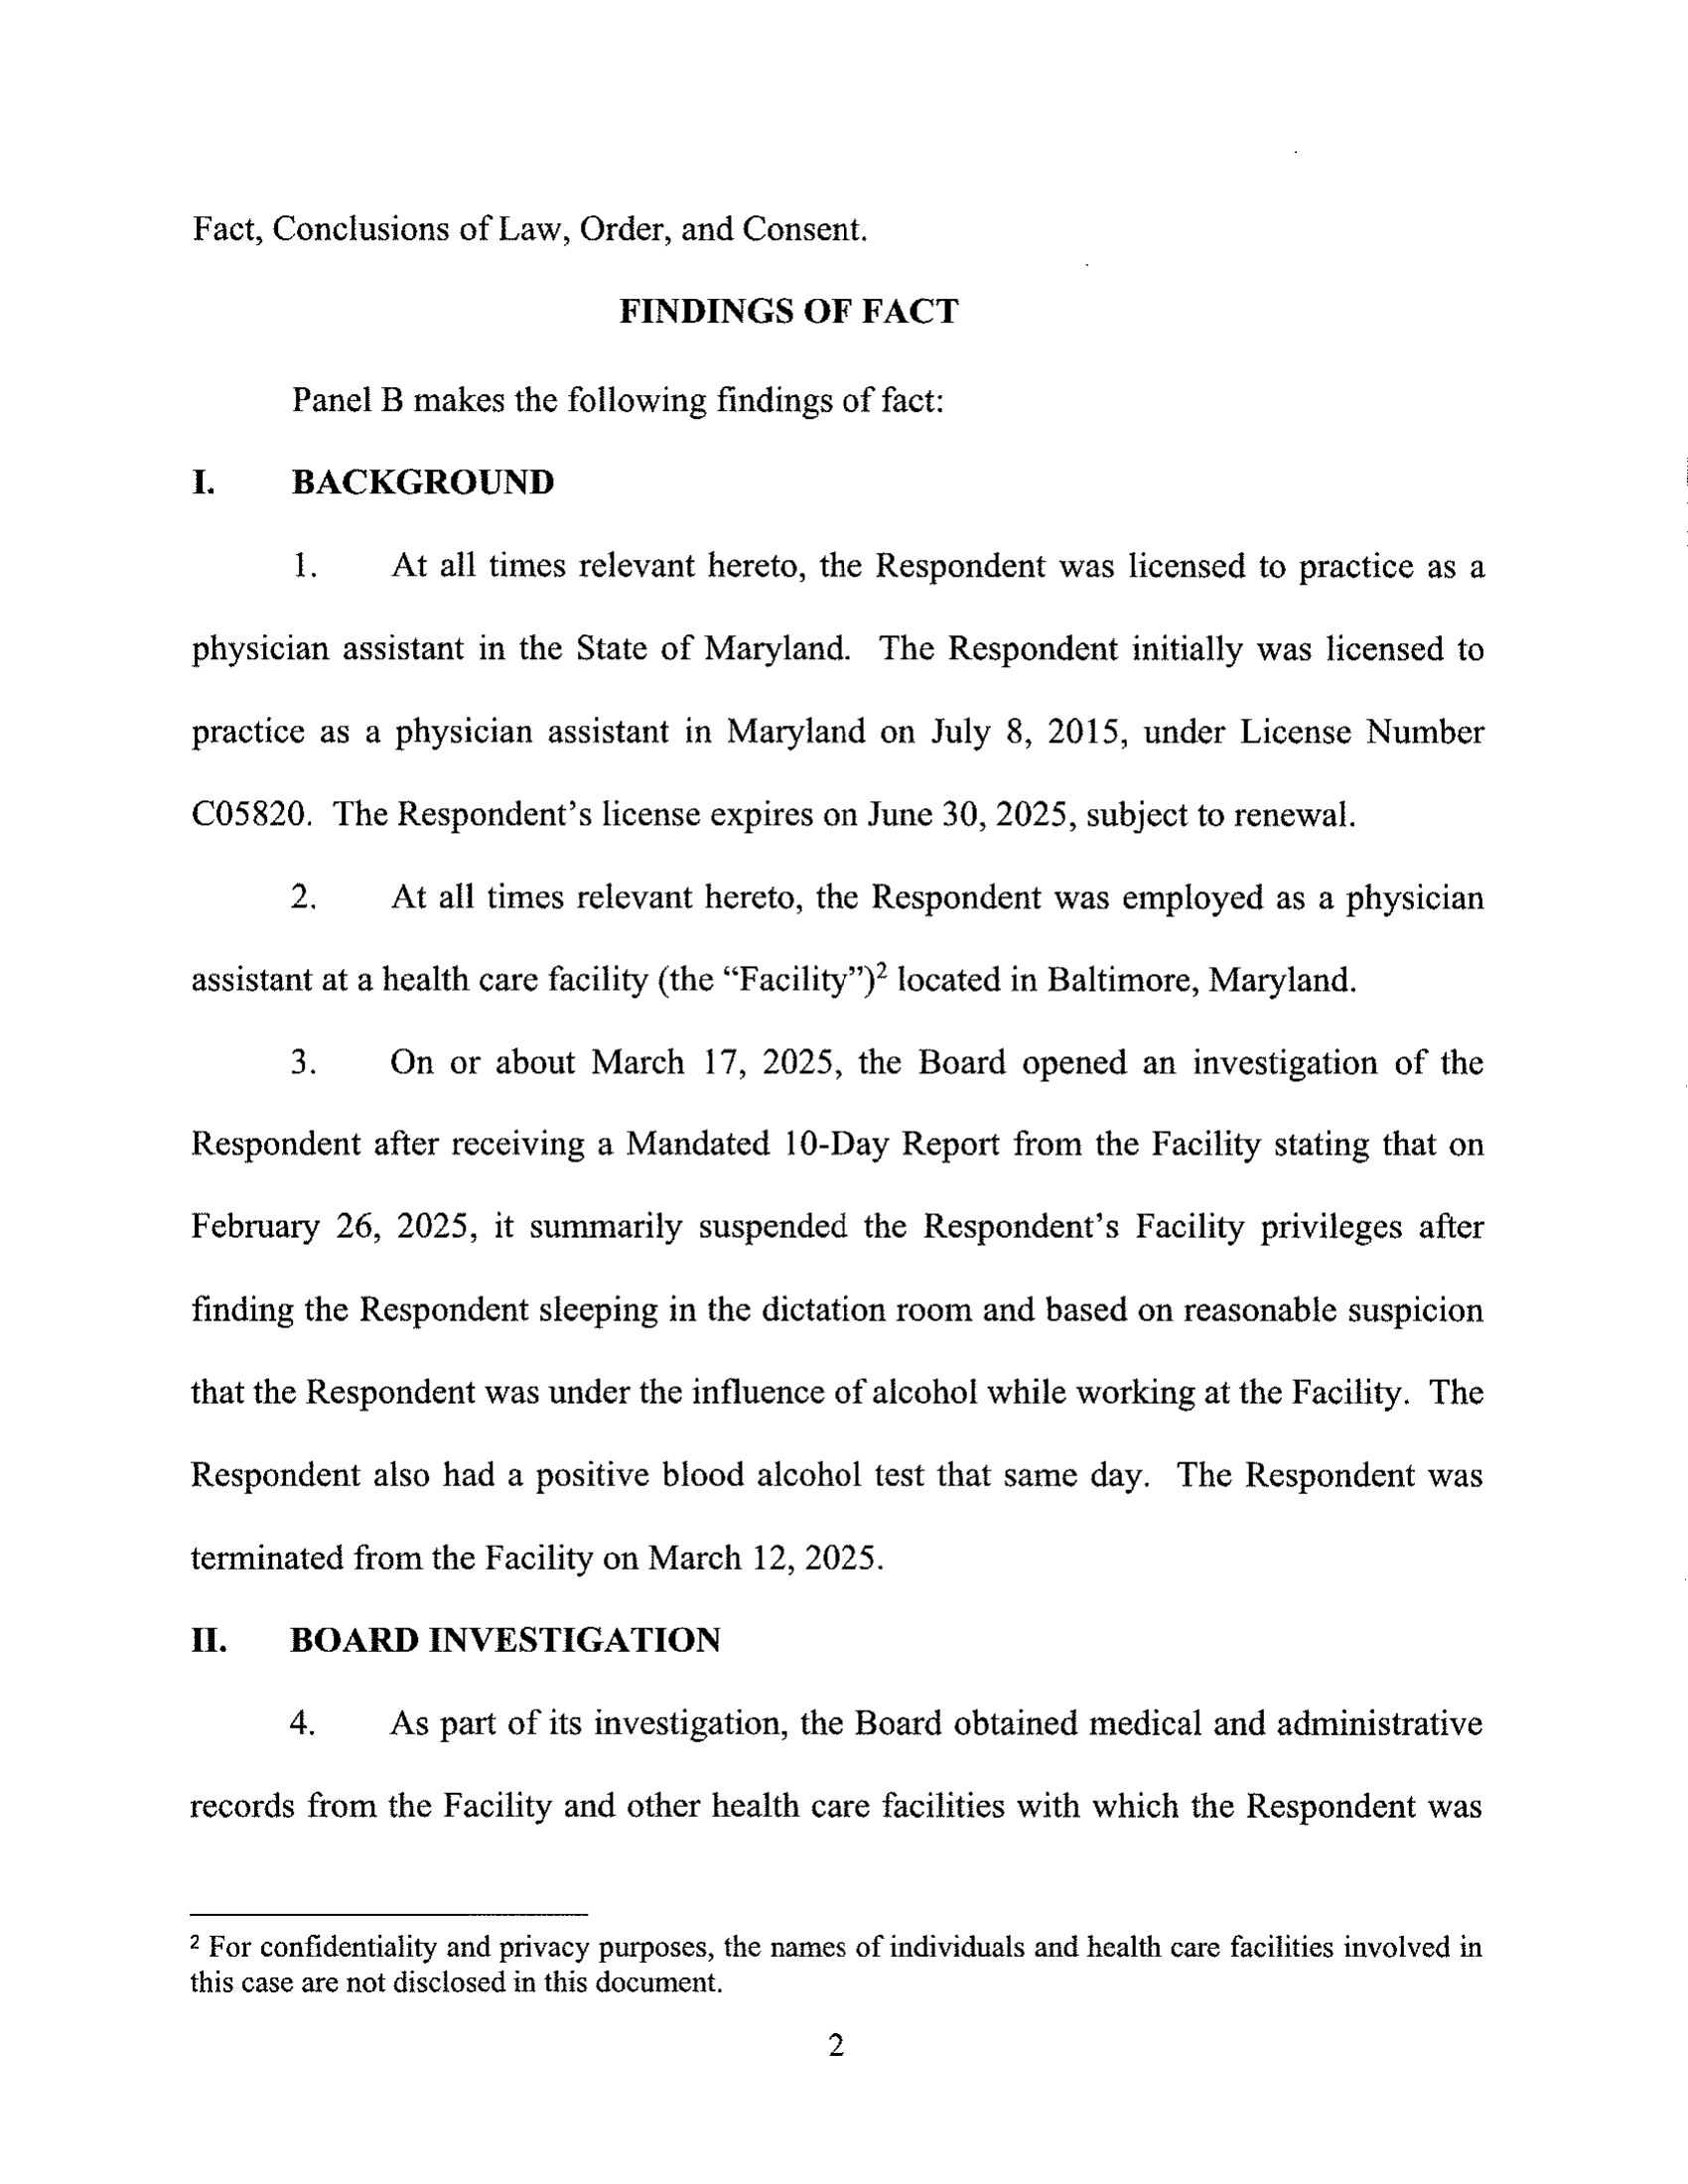 Fact, Conclusions of Law, Order, and Consent.
FINDINGS OF FACT
Panel B makes the following findings of fact:
I. BACKGROUND
1. At all times relevant hereto, the Respondent was licensed to practice as a
physician assistant in the State of Maryland. The Respondent initially was licensed to
practice as a physician assistant in Maryland on July 8, 2015, under License Number
C05820. The Respondent’s license expires on June 30, 2025, subject to renewal.
2. At all times relevant hereto, the Respondent was employed as a physician
assistant at a health care facility (the “Facility”)² located in Baltimore, Maryland.
3. On or about March 17, 2025, the Board opened an investigation of the
Respondent after receiving a Mandated 10-Day Report from the Facility stating that on
February 26, 2025, it summarily suspended the Respondent’s Facility privileges after
finding the Respondent sleeping in the dictation room and based on reasonable suspicion
that the Respondent was under the influence of alcohol while working at the Facility. The
Respondent also had a positive blood alcohol test that same day. The Respondent was
terminated from the Facility on March 12, 2025.
II. BOARD INVESTIGATION
4. As part of its investigation, the Board obtained medical and administrative
records from the Facility and other health care facilities with which the Respondent was
² For confidentiality and privacy purposes, the names of individuals and health care facilities involved in
this case are not disclosed in this document.
2